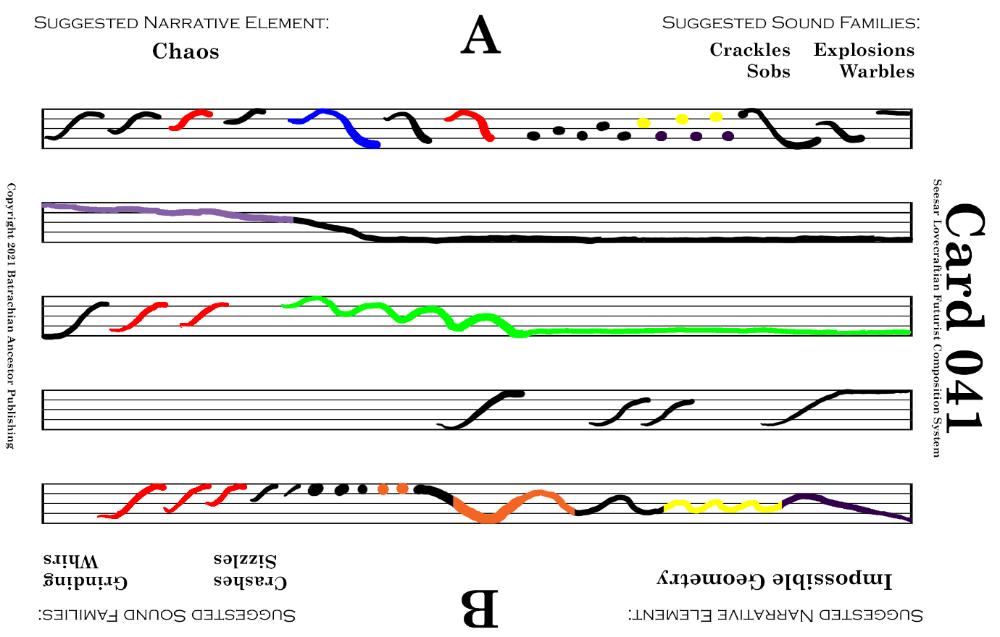 Suggested Narrative Element:
Chaos
A
Suggested Sound Families:
Crackles Explosions
Sobs Warbles
Copyright 2021 Batrachian Ancestor Publishing
Seesar Lovecraftian Futurist Composition System
Card 041
B
Suggested Narrative Element:
Impossible Geometry
Suggested Sound Families:
Crashes Grinding
Sizzles Whirs